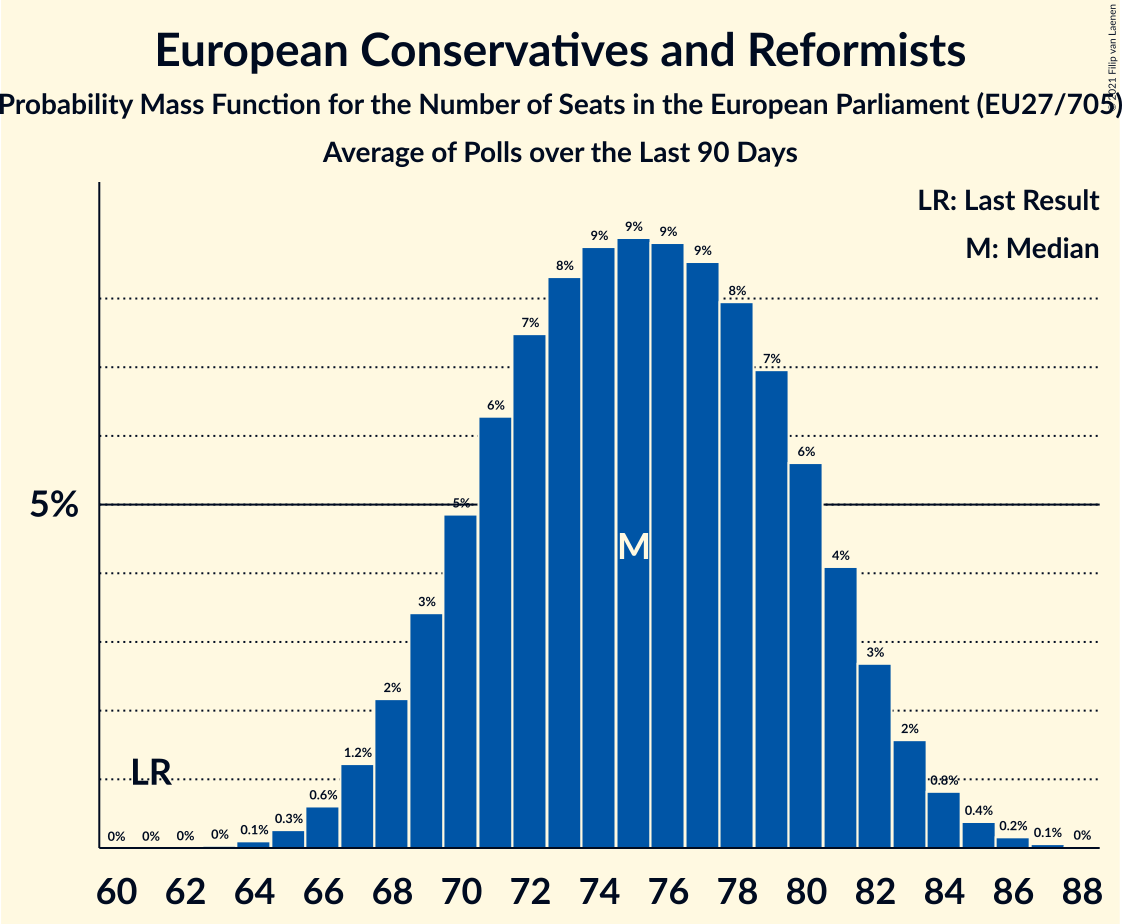 European Conservatives and Reformists
Probability Mass Function for the Number of Seats in the European Parliament (EU27/705)
Average of Polls over the Last 90 Days
© 2021 Filip van Laenen
LR: Last Result
M: Median
5%
LR
M
0% 0% 0% 0% 0.1% 0.3% 0.6% 1.2% 2% 3% 5% 6% 7% 8% 9% 9% 9% 9% 8% 7% 6% 4% 3% 2% 0.8% 0.4% 0.2% 0.1% 0%
60 62 64 66 68 70 72 74 76 78 80 82 84 86 88